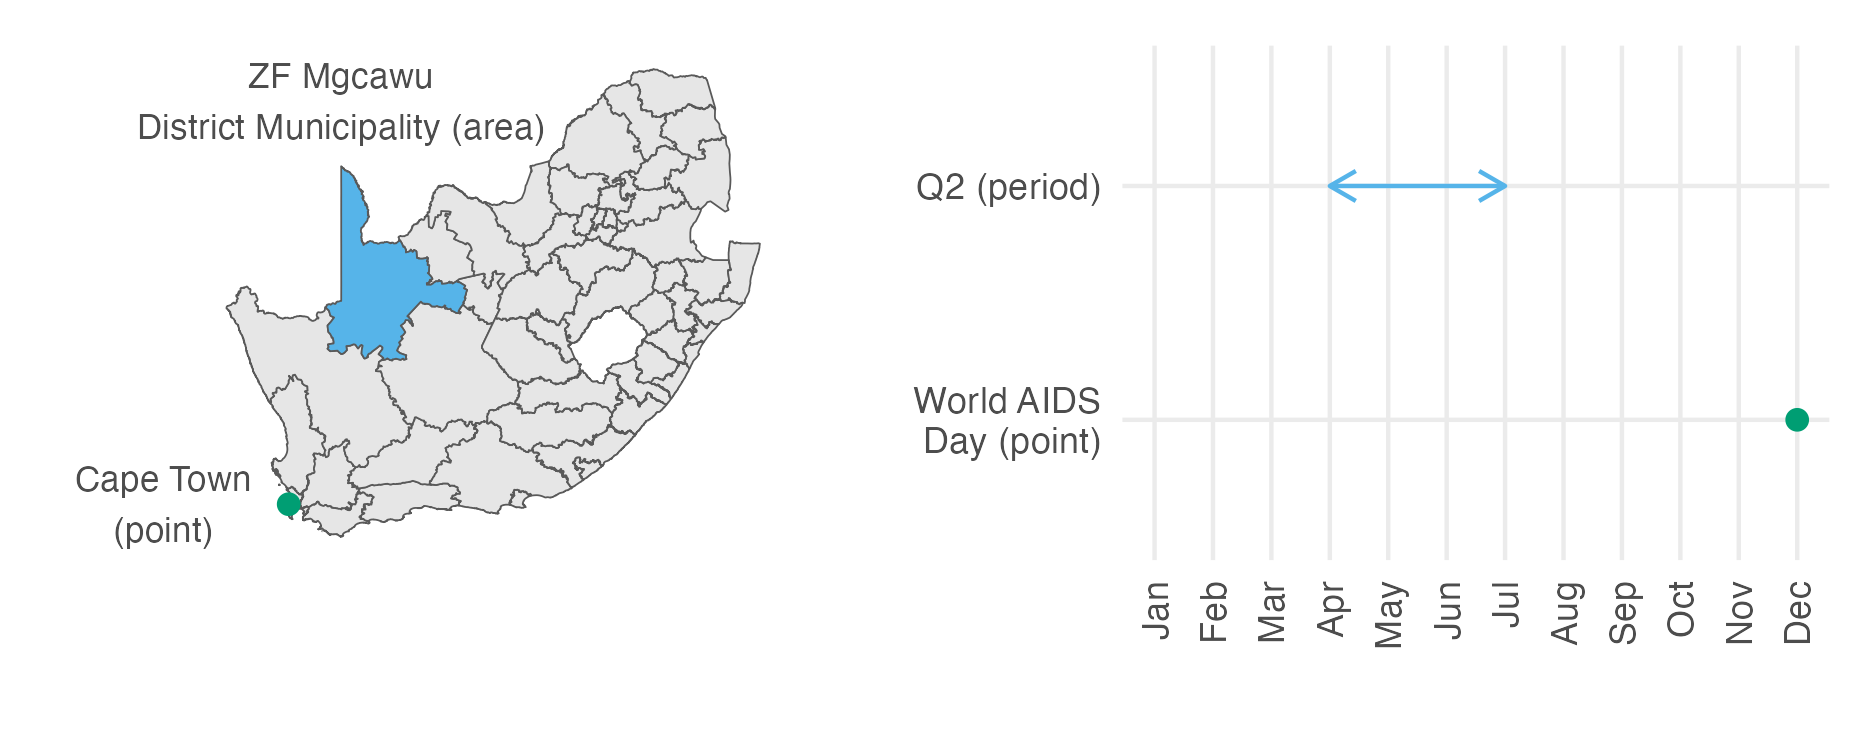 ZF Mgcawu
District Municipality (area)
Cape Town
(point)
Q2 (period)
World AIDS
Day (point)
Jan
Feb
Mar
Apr
May
Jun
Jul
Aug
Sep
Oct
Nov
Dec